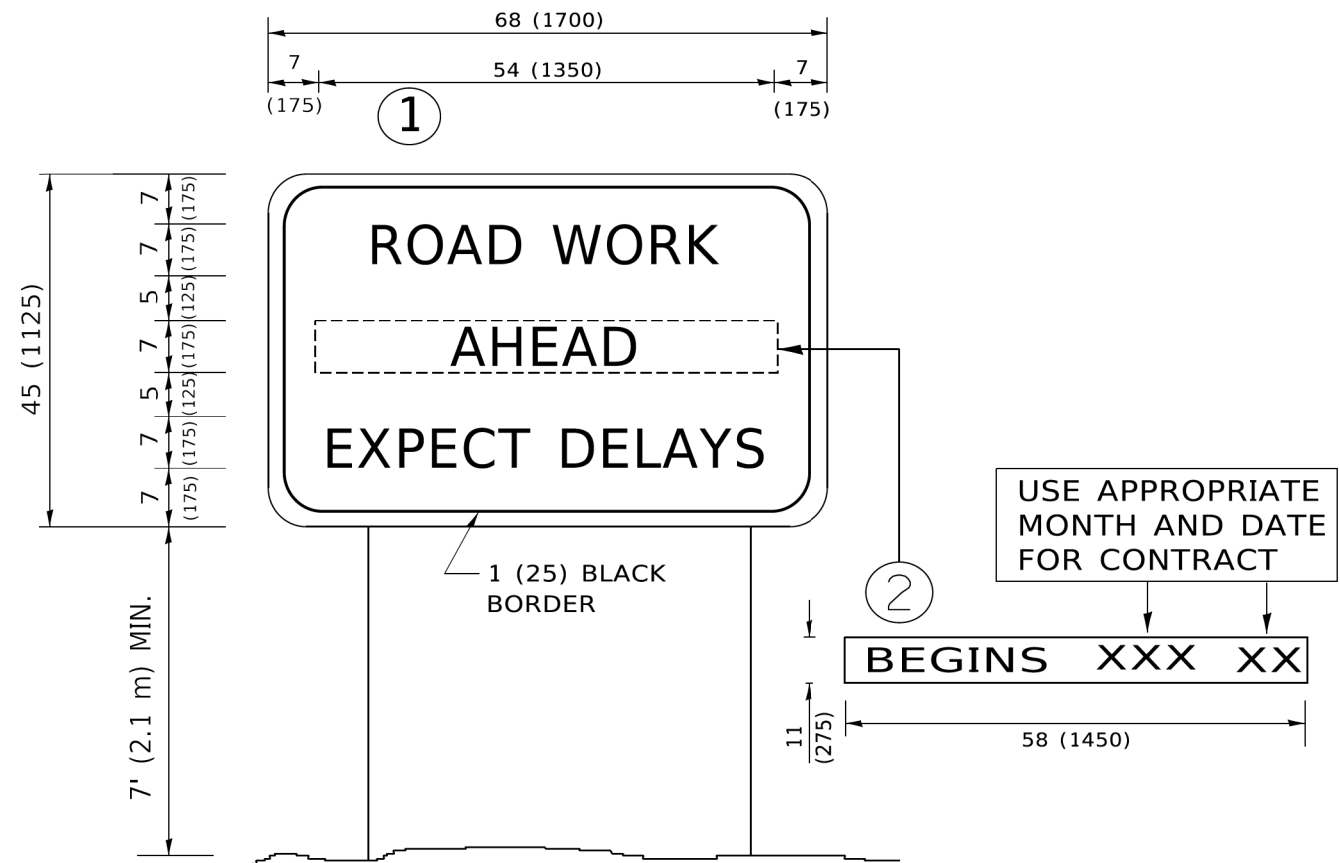 68 (1700)
7
54 (1350)
7
(175)
(175)
1
45 (1125)
7 (175)
7 (175)
5 (125)
7 (175)
5 (125)
7 (175)
7 (175)
ROAD WORK
AHEAD
EXPECT DELAYS
7' (2.1 m) MIN.
1 (25) BLACK
BORDER
2
USE APPROPRIATE
MONTH AND DATE
FOR CONTRACT
BEGINS XXX XX
11
(275)
58 (1450)